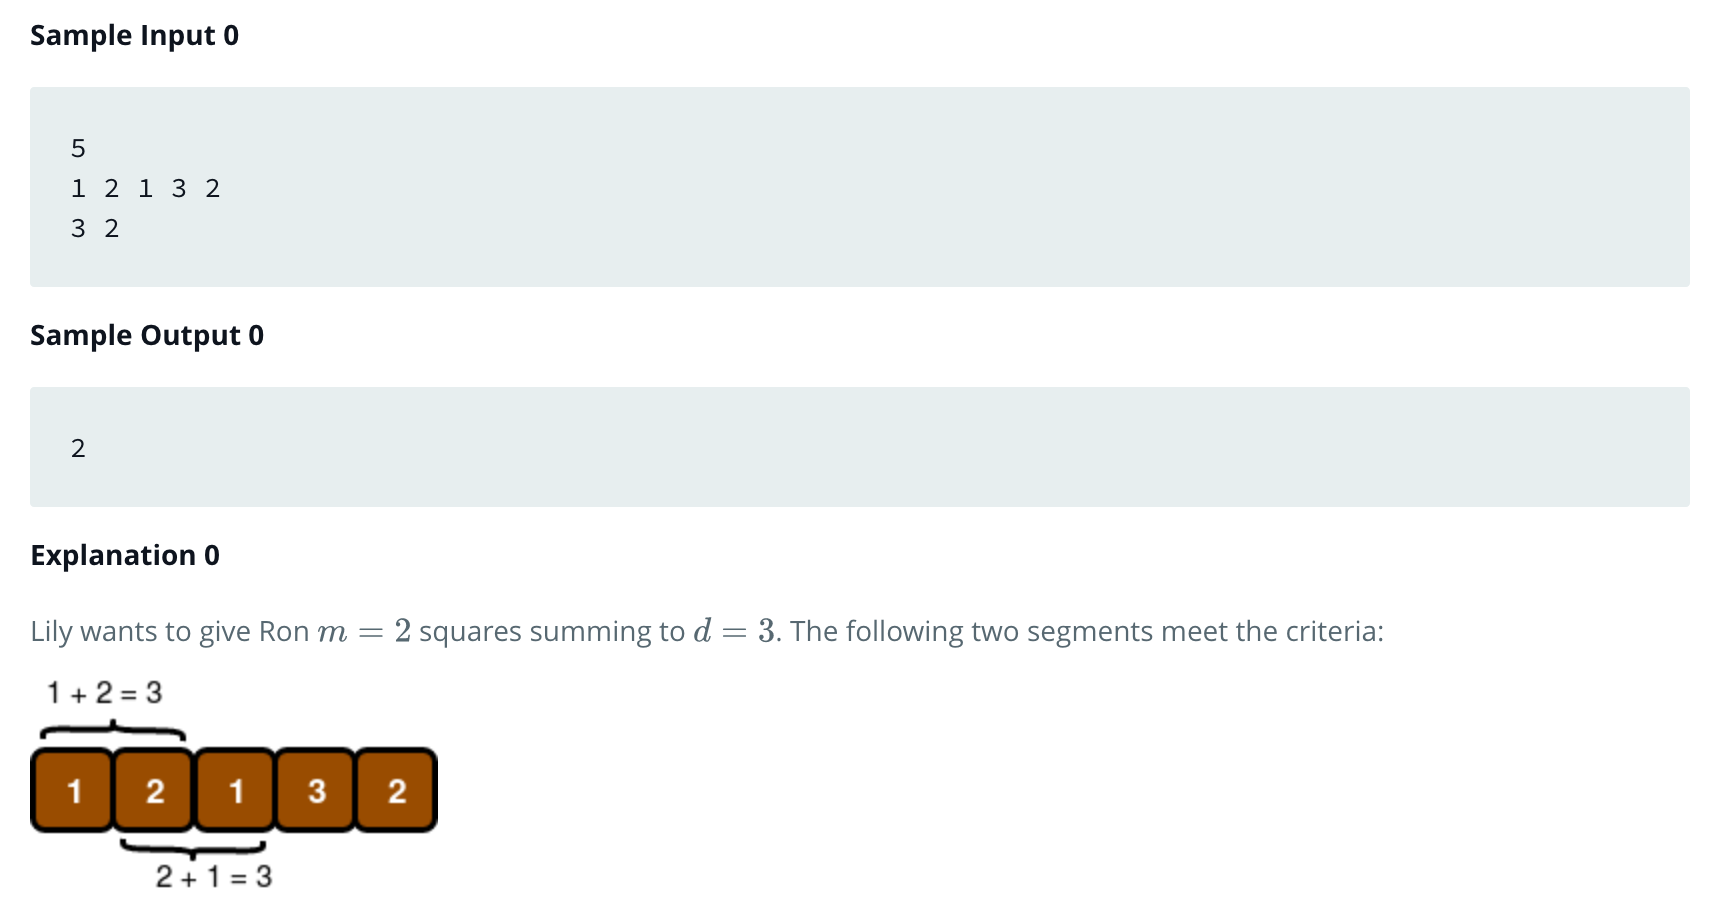 Sample Input 0
5
1 2 1 3 2
3 2
Sample Output 0
2
Explanation 0
Lily wants to give Ron m = 2 squares summing to d = 3. The following two segments meet the criteria:
1 + 2 = 3
1 2 1 3 2
2 + 1 = 3